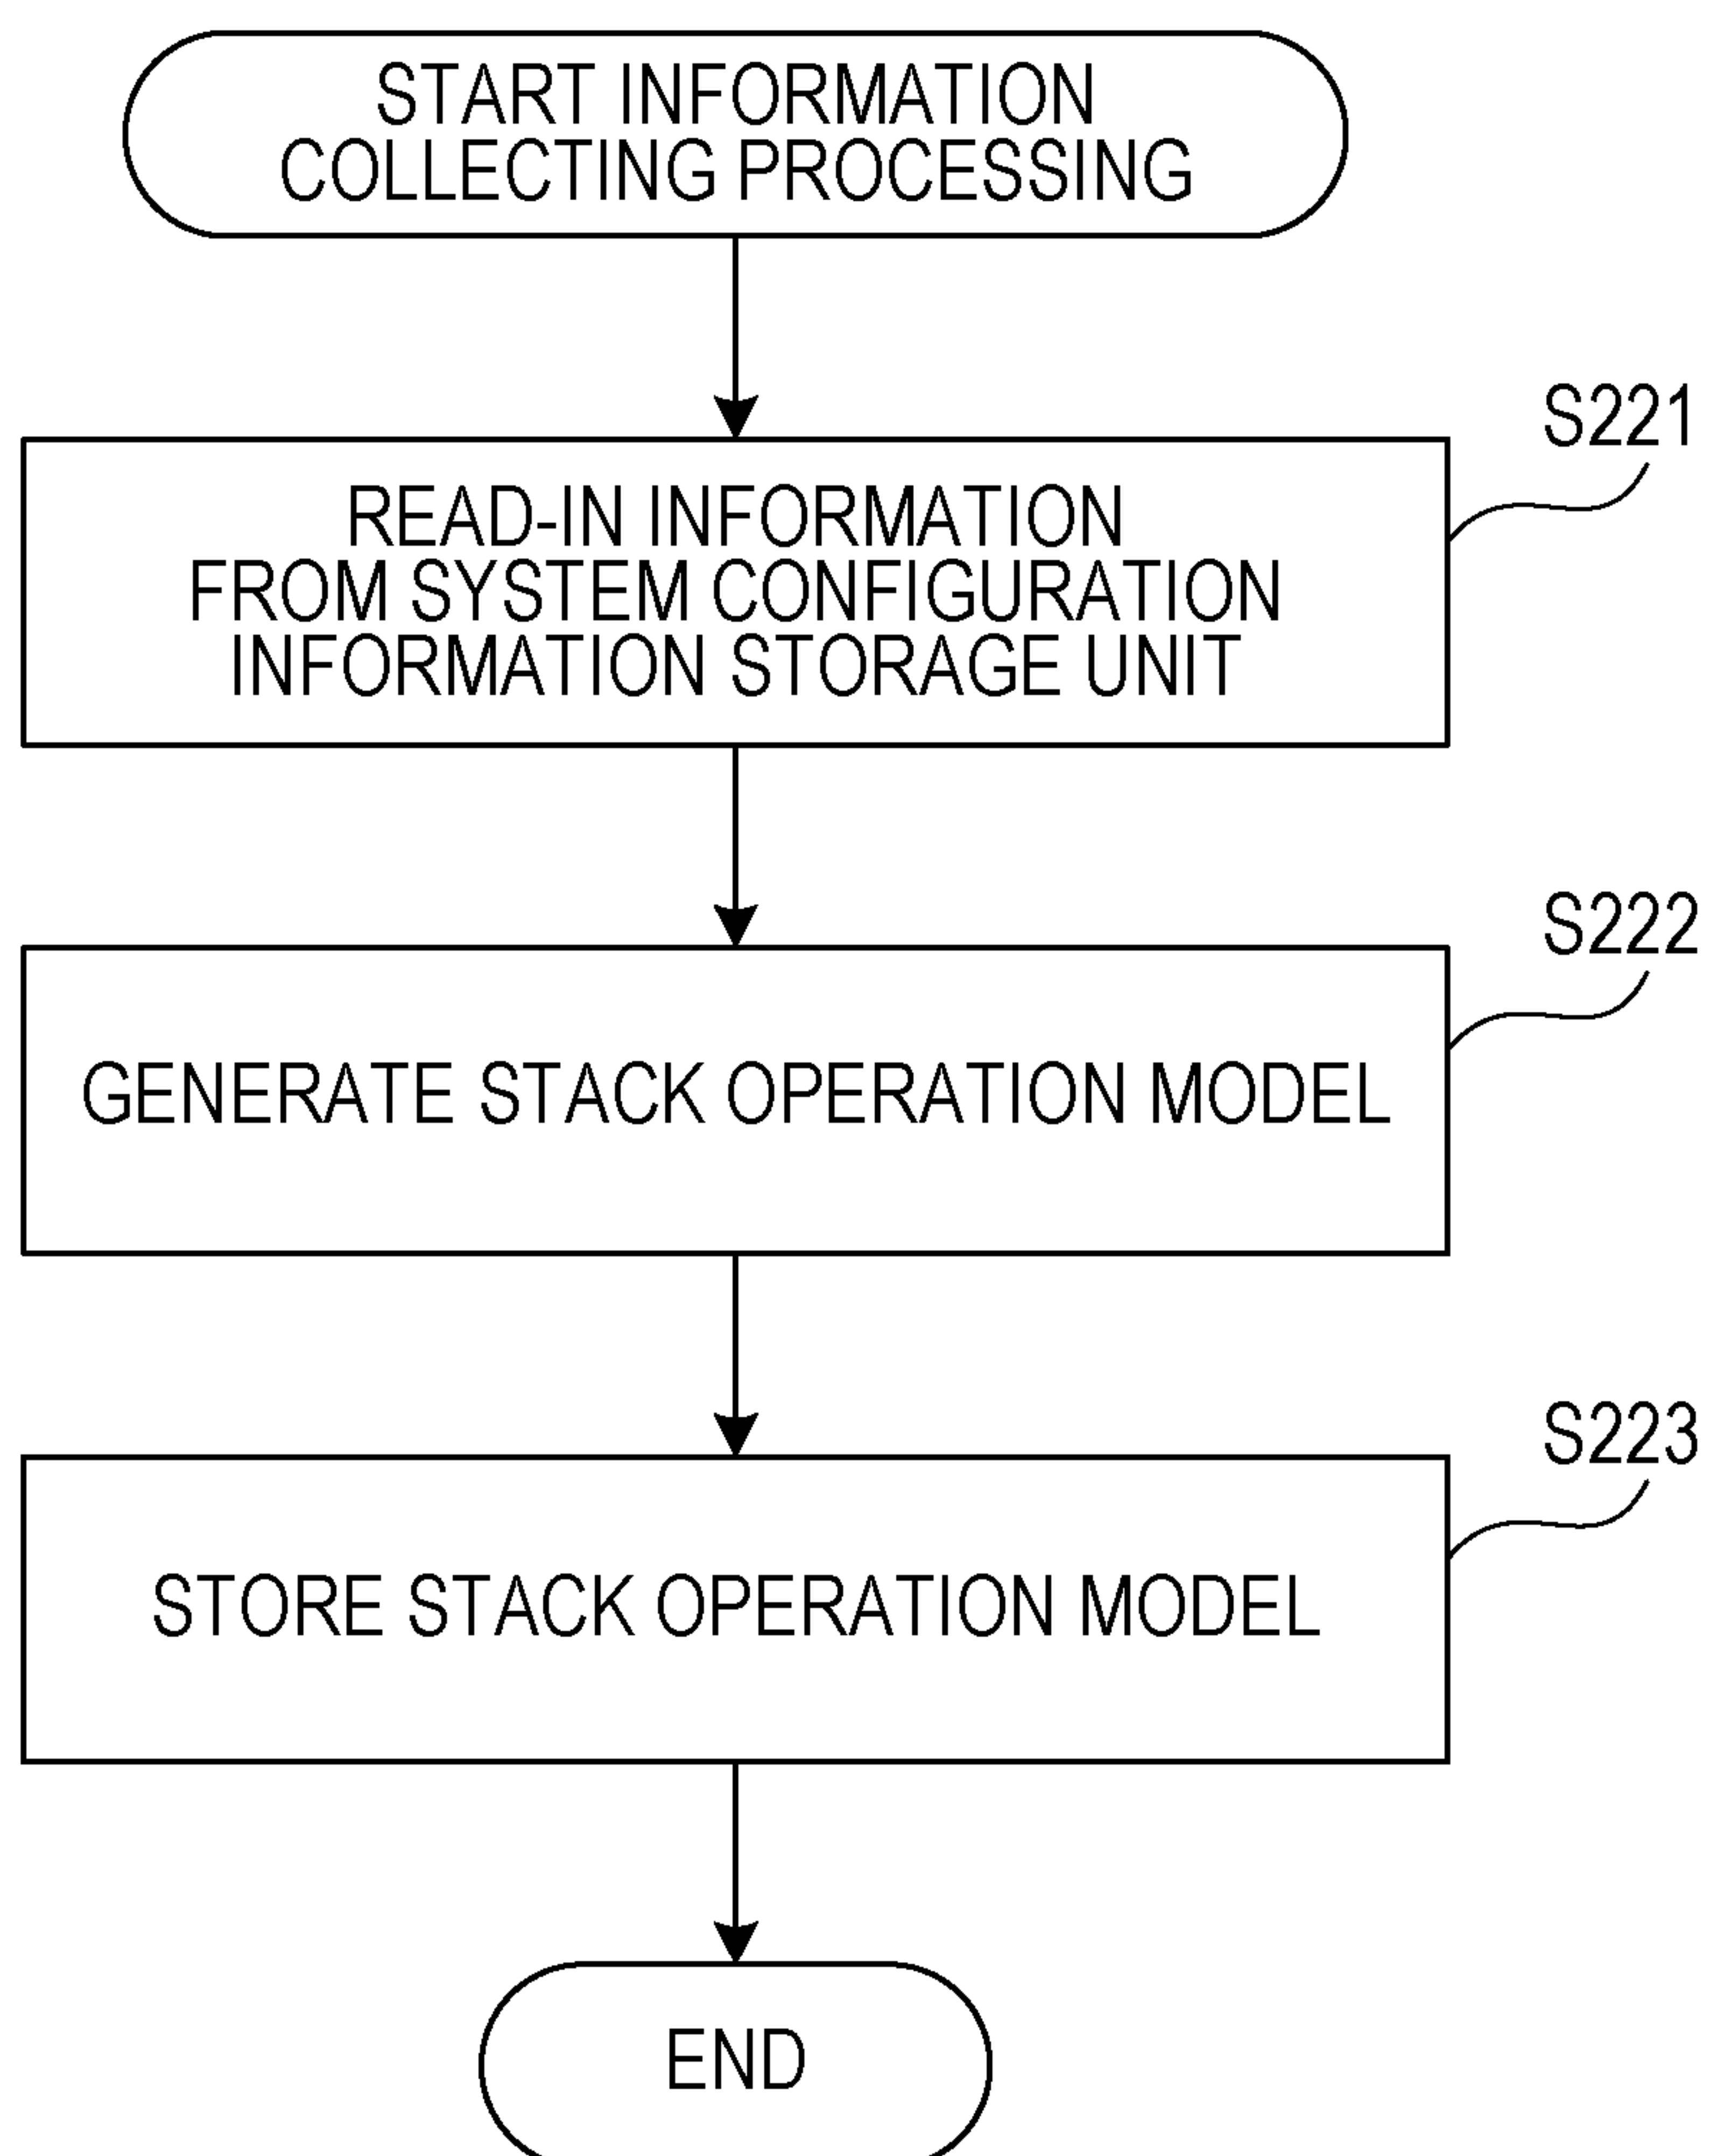 START INFORMATION
COLLECTING PROCESSING
S221
READ-IN INFORMATION
FROM SYSTEM CONFIGURATION
INFORMATION STORAGE UNIT
S222
GENERATE STACK OPERATION MODEL
S223
STORE STACK OPERATION MODEL
END